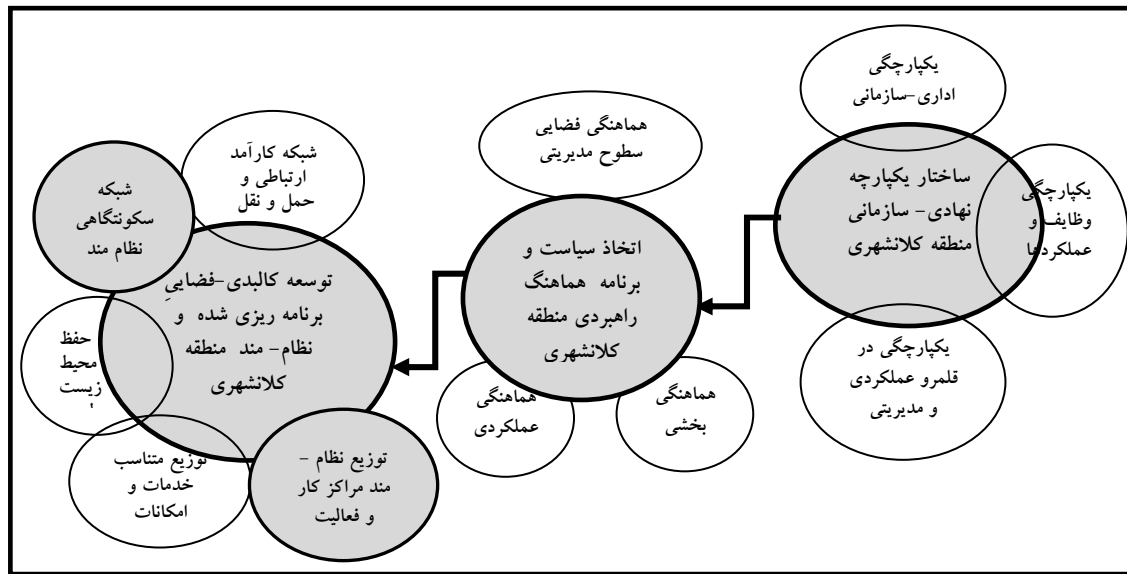 یکپارچگی
اداری-سازمانی
ساختار یکپارچه
نهادی- سازمانی
منطقه کلانشهری
یکپارچگی
وظایف و
عملکردها
یکپارچگی در
قلمرو عملکردی
و مدیریتی
هماهنگی فضایی
سطوح مدیریتی
اتخاذ سیاست و
برنامه هماهنگ
راهبردی منطقه
کلانشهری
هماهنگی
بخشی
هماهنگی
عملکردی
شبکه کارآمد
ارتباطی و
حمل و نقل
شبکه
سکونتگاهی
نظام مند
توسعه کالبدی-فضاییِ
برنامه ریزی شده و
نظام- مند منطقه
کلانشهری
حفظ
محیط
زیست
توزیع متناسب
خدمات و
امکانات
توزیع نظام -
مند مراکز کار
و فعالیت